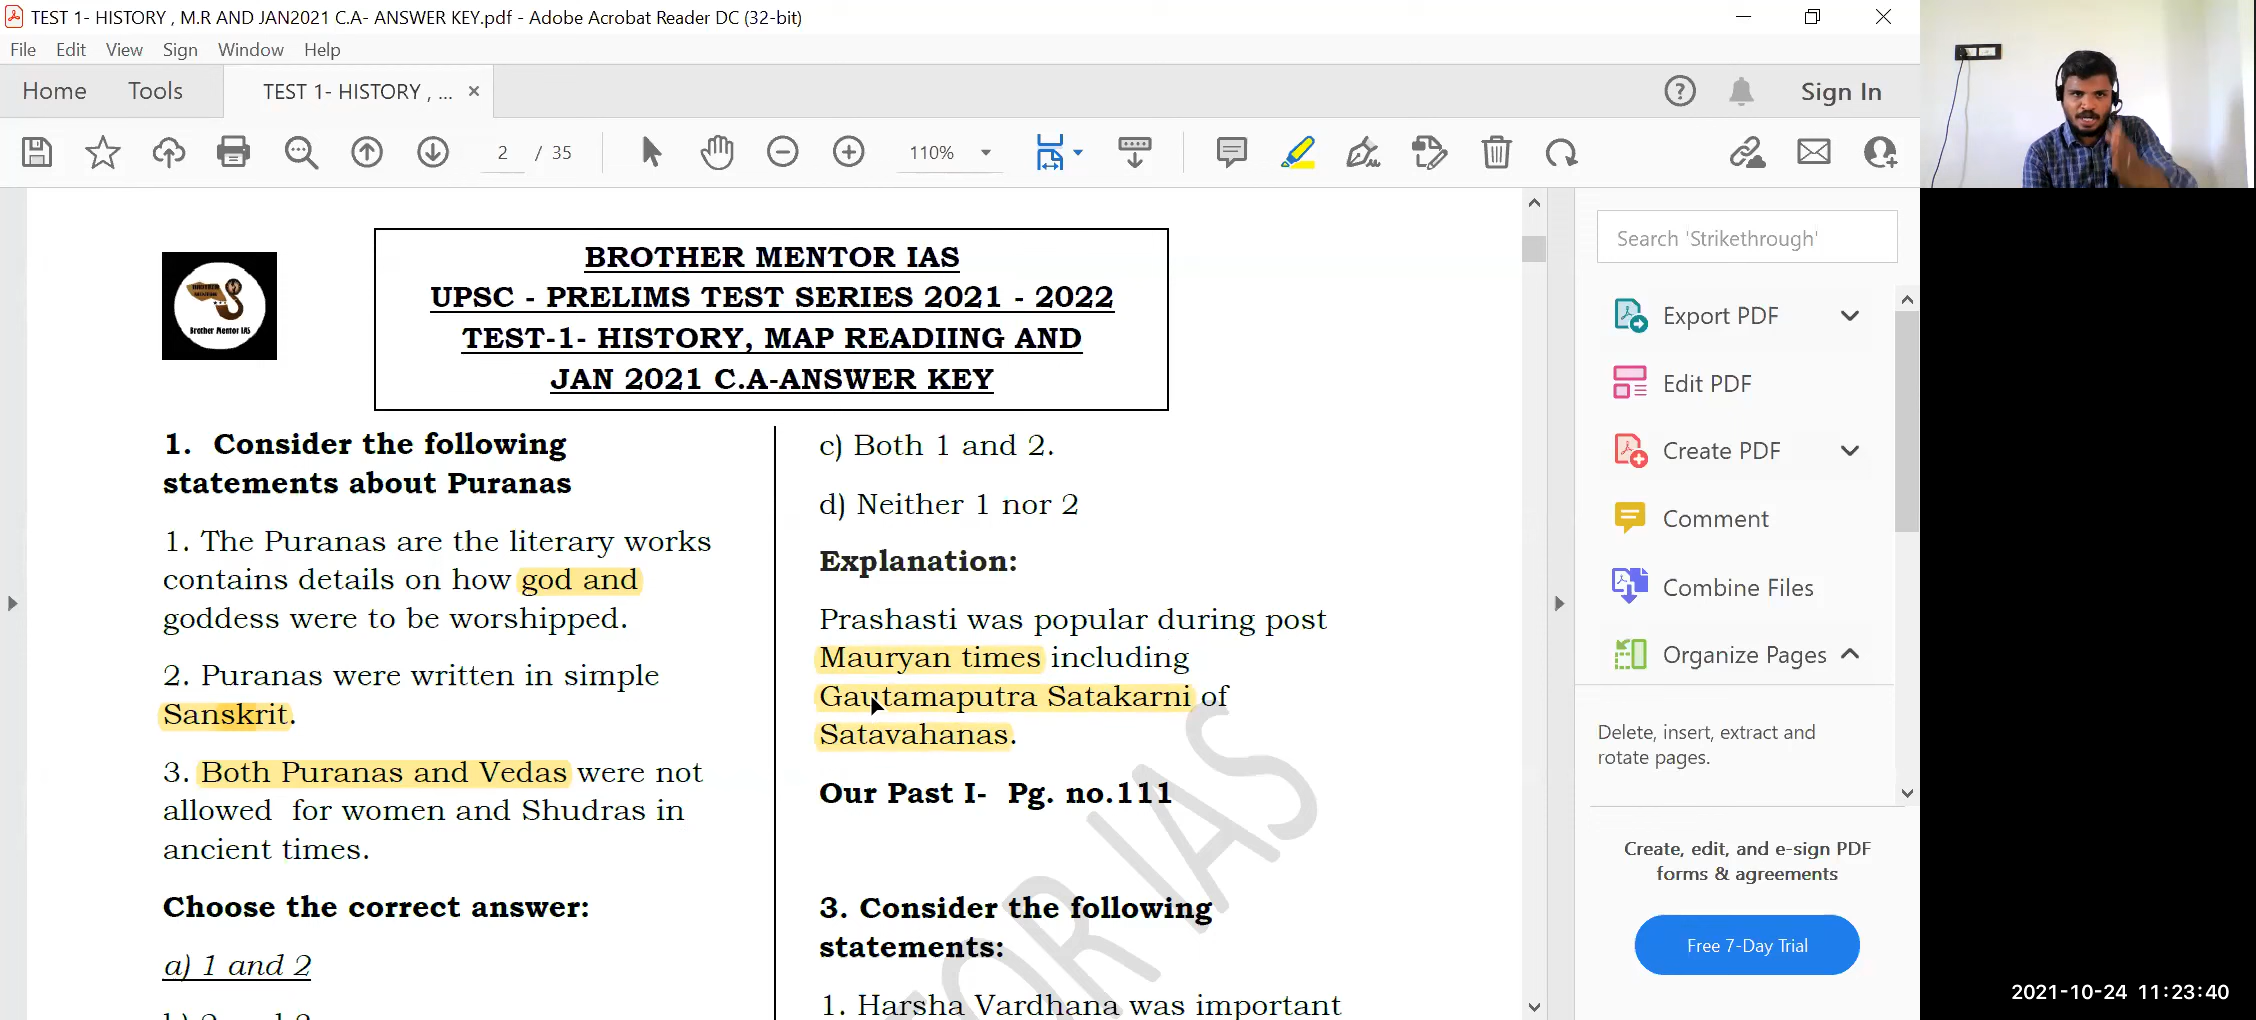 TEST 1- HISTORY , M.R AND JAN2021 C.A- ANSWER KEY.pdf - Adobe Acrobat Reader DC (32-bit)
File Edit View Sign Window Help
Home Tools TEST 1- HISTORY , ... × Sign In
2 / 35 110%
Brother Mentor IAS
BROTHER MENTOR IAS
UPSC - PRELIMS TEST SERIES 2021 - 2022
TEST-1- HISTORY, MAP READIING AND
JAN 2021 C.A-ANSWER KEY
1. Consider the following
statements about Puranas
1. The Puranas are the literary works
contains details on how god and
goddess were to be worshipped.
2. Puranas were written in simple
Sanskrit.
3. Both Puranas and Vedas were not
allowed for women and Shudras in
ancient times.
Choose the correct answer:
a) 1 and 2
c) Both 1 and 2.
d) Neither 1 nor 2
Explanation:
Prashasti was popular during post
Mauryan times including
Gautamaputra Satakarni of
Satavahanas.
Our Past I- Pg. no.111
3. Consider the following
statements:
1. Harsha Vardhana was important
TOR IAS
Search 'Strikethrough'
Export PDF
Edit PDF
Create PDF
Comment
Combine Files
Organize Pages
Delete, insert, extract and
rotate pages.
Create, edit, and e-sign PDF
forms & agreements
Free 7-Day Trial
2021-10-24 11:23:40